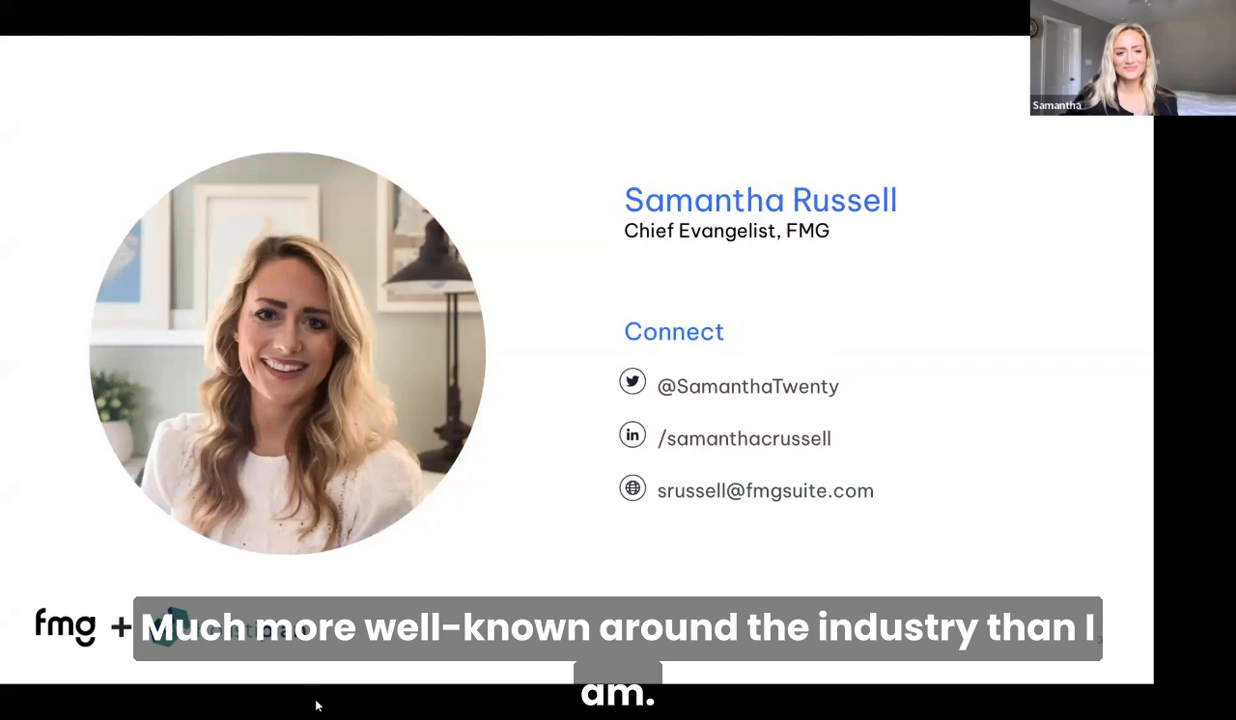 Samantha
Samantha Russell
Chief Evangelist, FMG
Connect
@SamanthaTwenty
/samanthacrussell
srussell@fmgsuite.com
fmg +
Much more well-known around the industry than I
am.